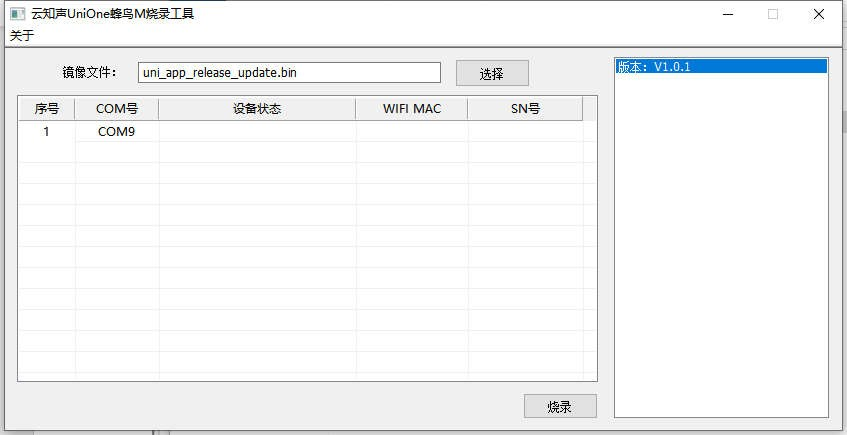 云知声UniOne蜂鸟M烧录工具
关于
镜像文件： uni_app_release_update.bin 选择
版本：V1.0.1
序号 COM号 设备状态 WIFI MAC SN号
1 COM9
烧录